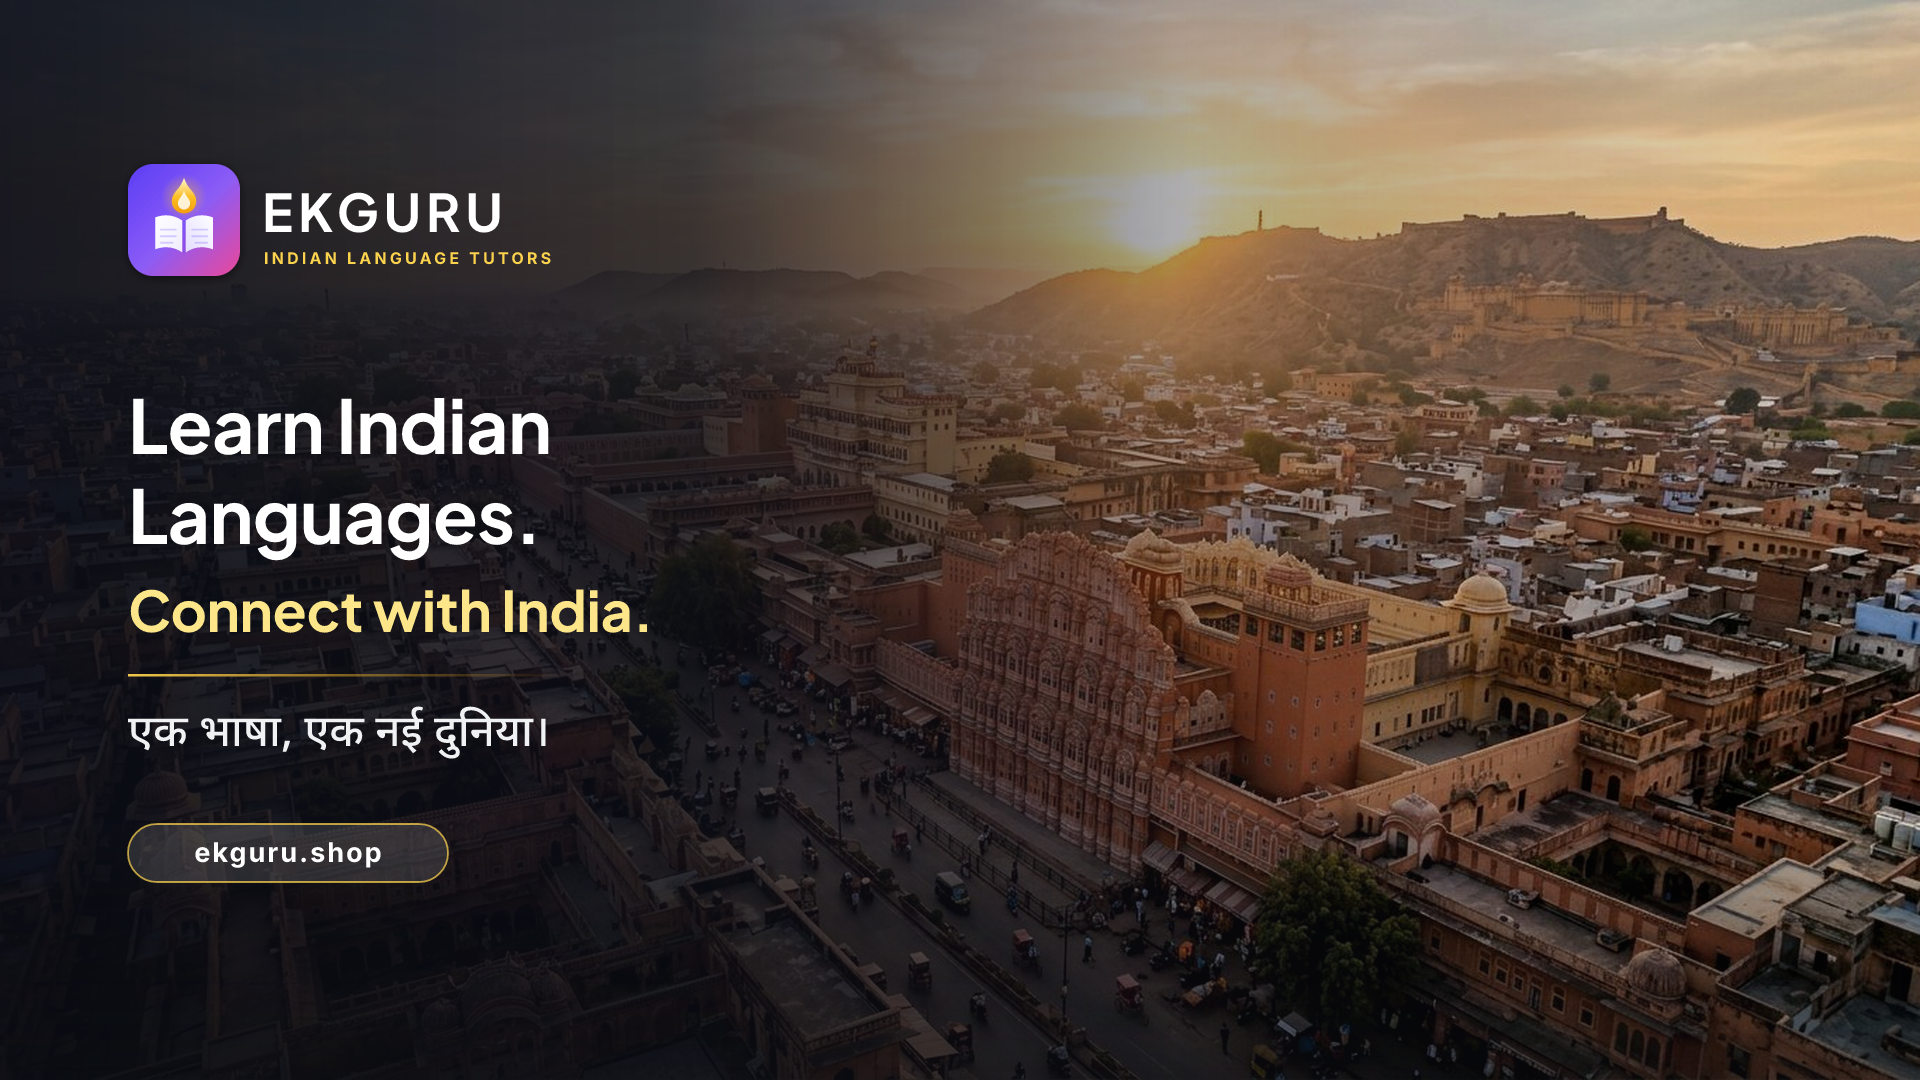 EKGURU
INDIAN LANGUAGE TUTORS
Learn Indian
Languages.
Connect with India.
एक भाषा, एक नई दुनिया।
ekguru.shop